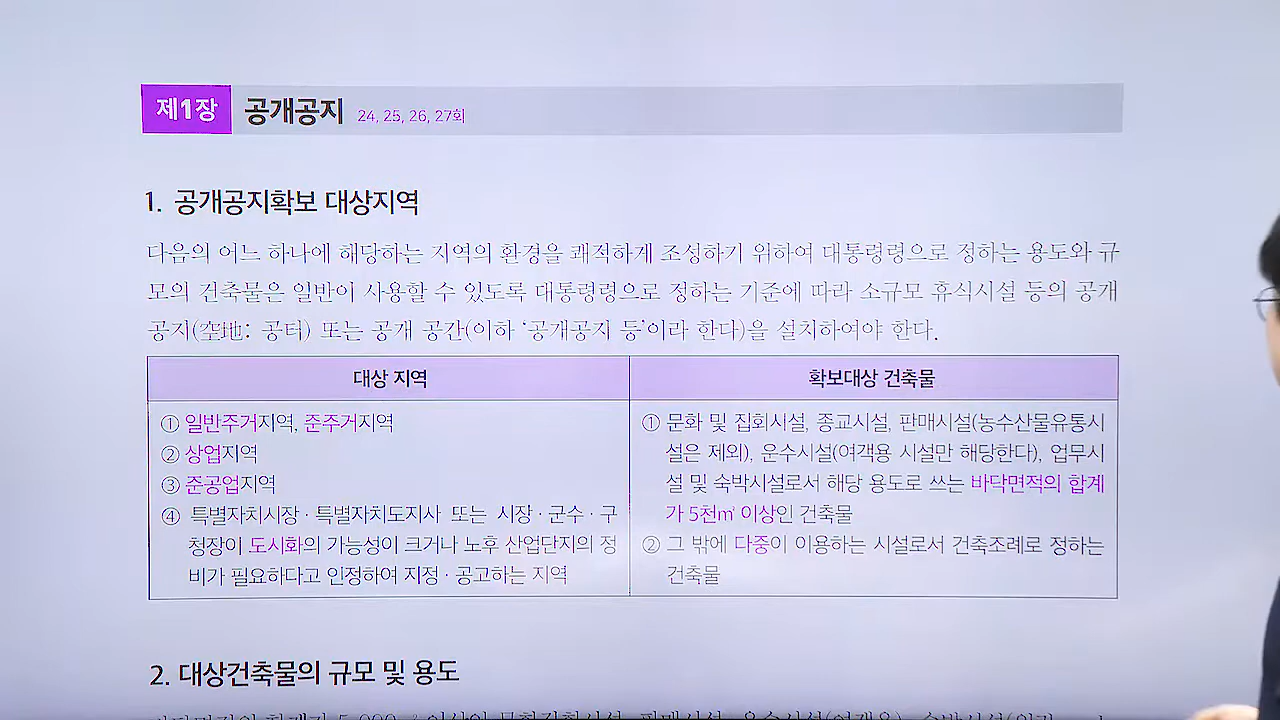 제1장 공개공지 24, 25, 26, 27회
1. 공개공지확보 대상지역
다음의 어느 하나에 해당하는 지역의 환경을 쾌적하게 조성하기 위하여 대통령령으로 정하는 용도와 규
모의 건축물은 일반이 사용할 수 있도록 대통령령으로 정하는 기준에 따라 소규모 휴식시설 등의 공개
공지(空地: 공터) 또는 공개 공간(이하 ‘공개공지 등’이라 한다)을 설치하여야 한다.
대상 지역
① 일반주거지역, 준주거지역
② 상업지역
③ 준공업지역
④ 특별자치시장·특별자치도지사 또는 시장·군수·구
청장이 도시화의 가능성이 크거나 노후 산업단지의 정
비가 필요하다고 인정하여 지정·공고하는 지역
확보대상 건축물
① 문화 및 집회시설, 종교시설, 판매시설(농수산물유통시
설은 제외), 운수시설(여객용 시설만 해당한다), 업무시
설 및 숙박시설로서 해당 용도로 쓰는 바닥면적의 합계
가 5천㎡ 이상인 건축물
② 그 밖에 다중이 이용하는 시설로서 건축조례로 정하는
건축물
2. 대상건축물의 규모 및 용도